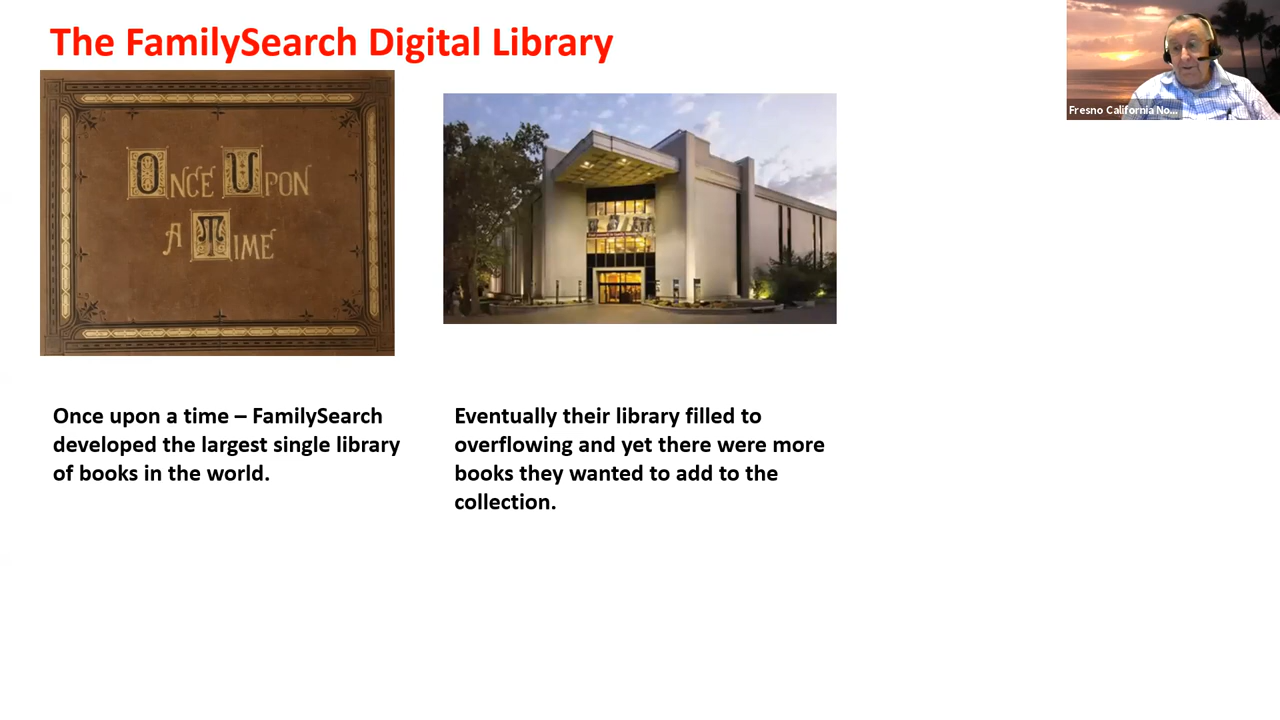 The FamilySearch Digital Library
Fresno California No...
ONCE UPON
A TIME
Once upon a time – FamilySearch
developed the largest single library
of books in the world.
Eventually their library filled to
overflowing and yet there were more
books they wanted to add to the
collection.